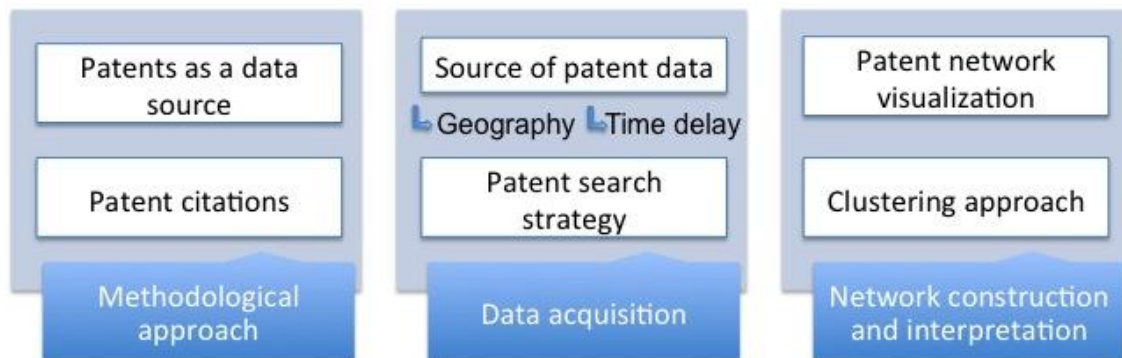 Patents as a data
source
Patent citations
Methodological
approach
Source of patent data
Geography Time delay
Patent search
strategy
Data acquisition
Patent network
visualization
Clustering approach
Network construction
and interpretation